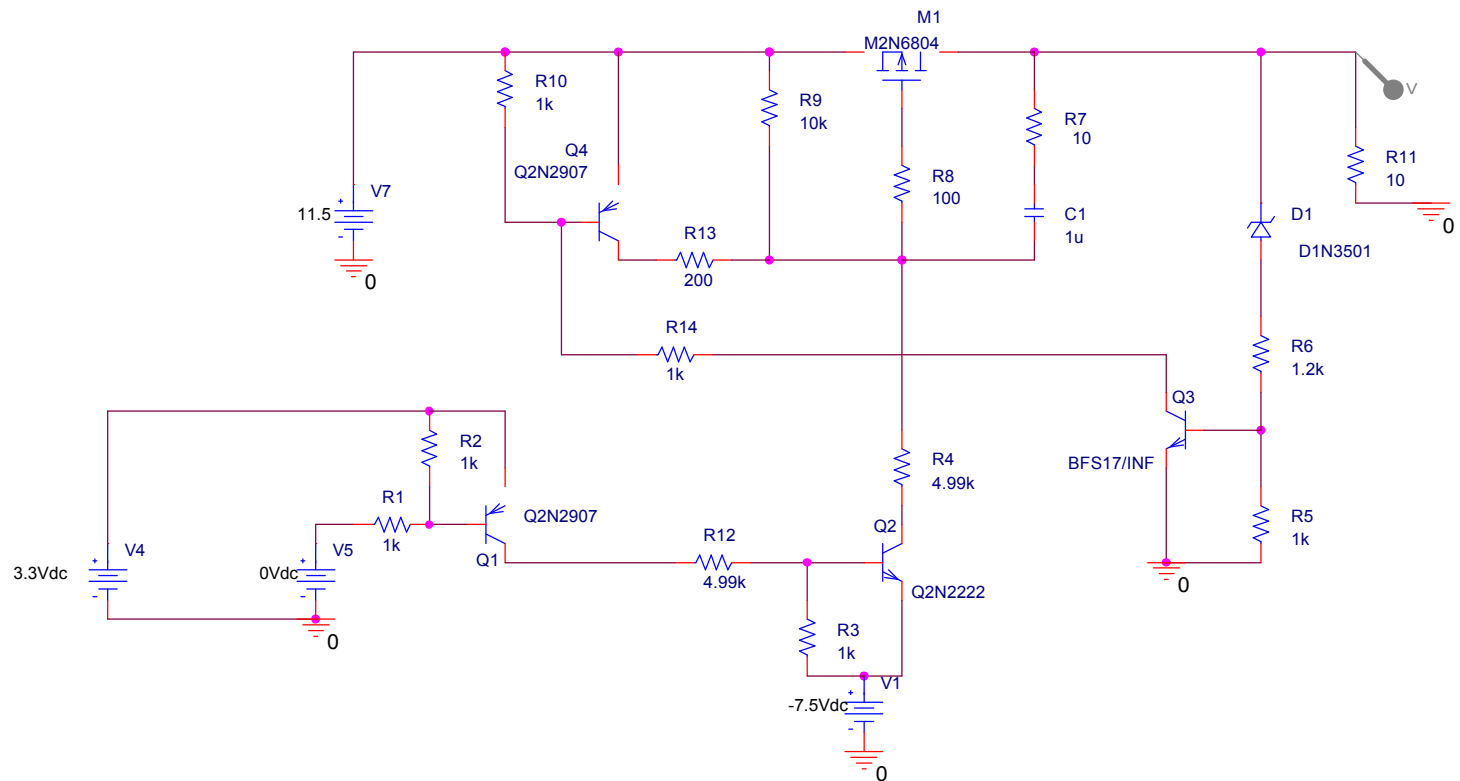 M1
M2N6804
R10
1k
R9
10k
R7
10
Q4
Q2N2907
R8
100
R11
10
V7
+
11.5
-
0
C1
1u
D1
D1N3501
0
R13
200
R14
1k
R6
1.2k
Q3
BFS17/INF
R2
1k
R4
4.99k
R1
1k
Q2N2907
Q1
R12
4.99k
Q2
Q2N2222
R5
1k
0
V4
+
3.3Vdc
-
V5
+
0Vdc
-
0
R3
1k
V1
+
-7.5Vdc
-
0
V